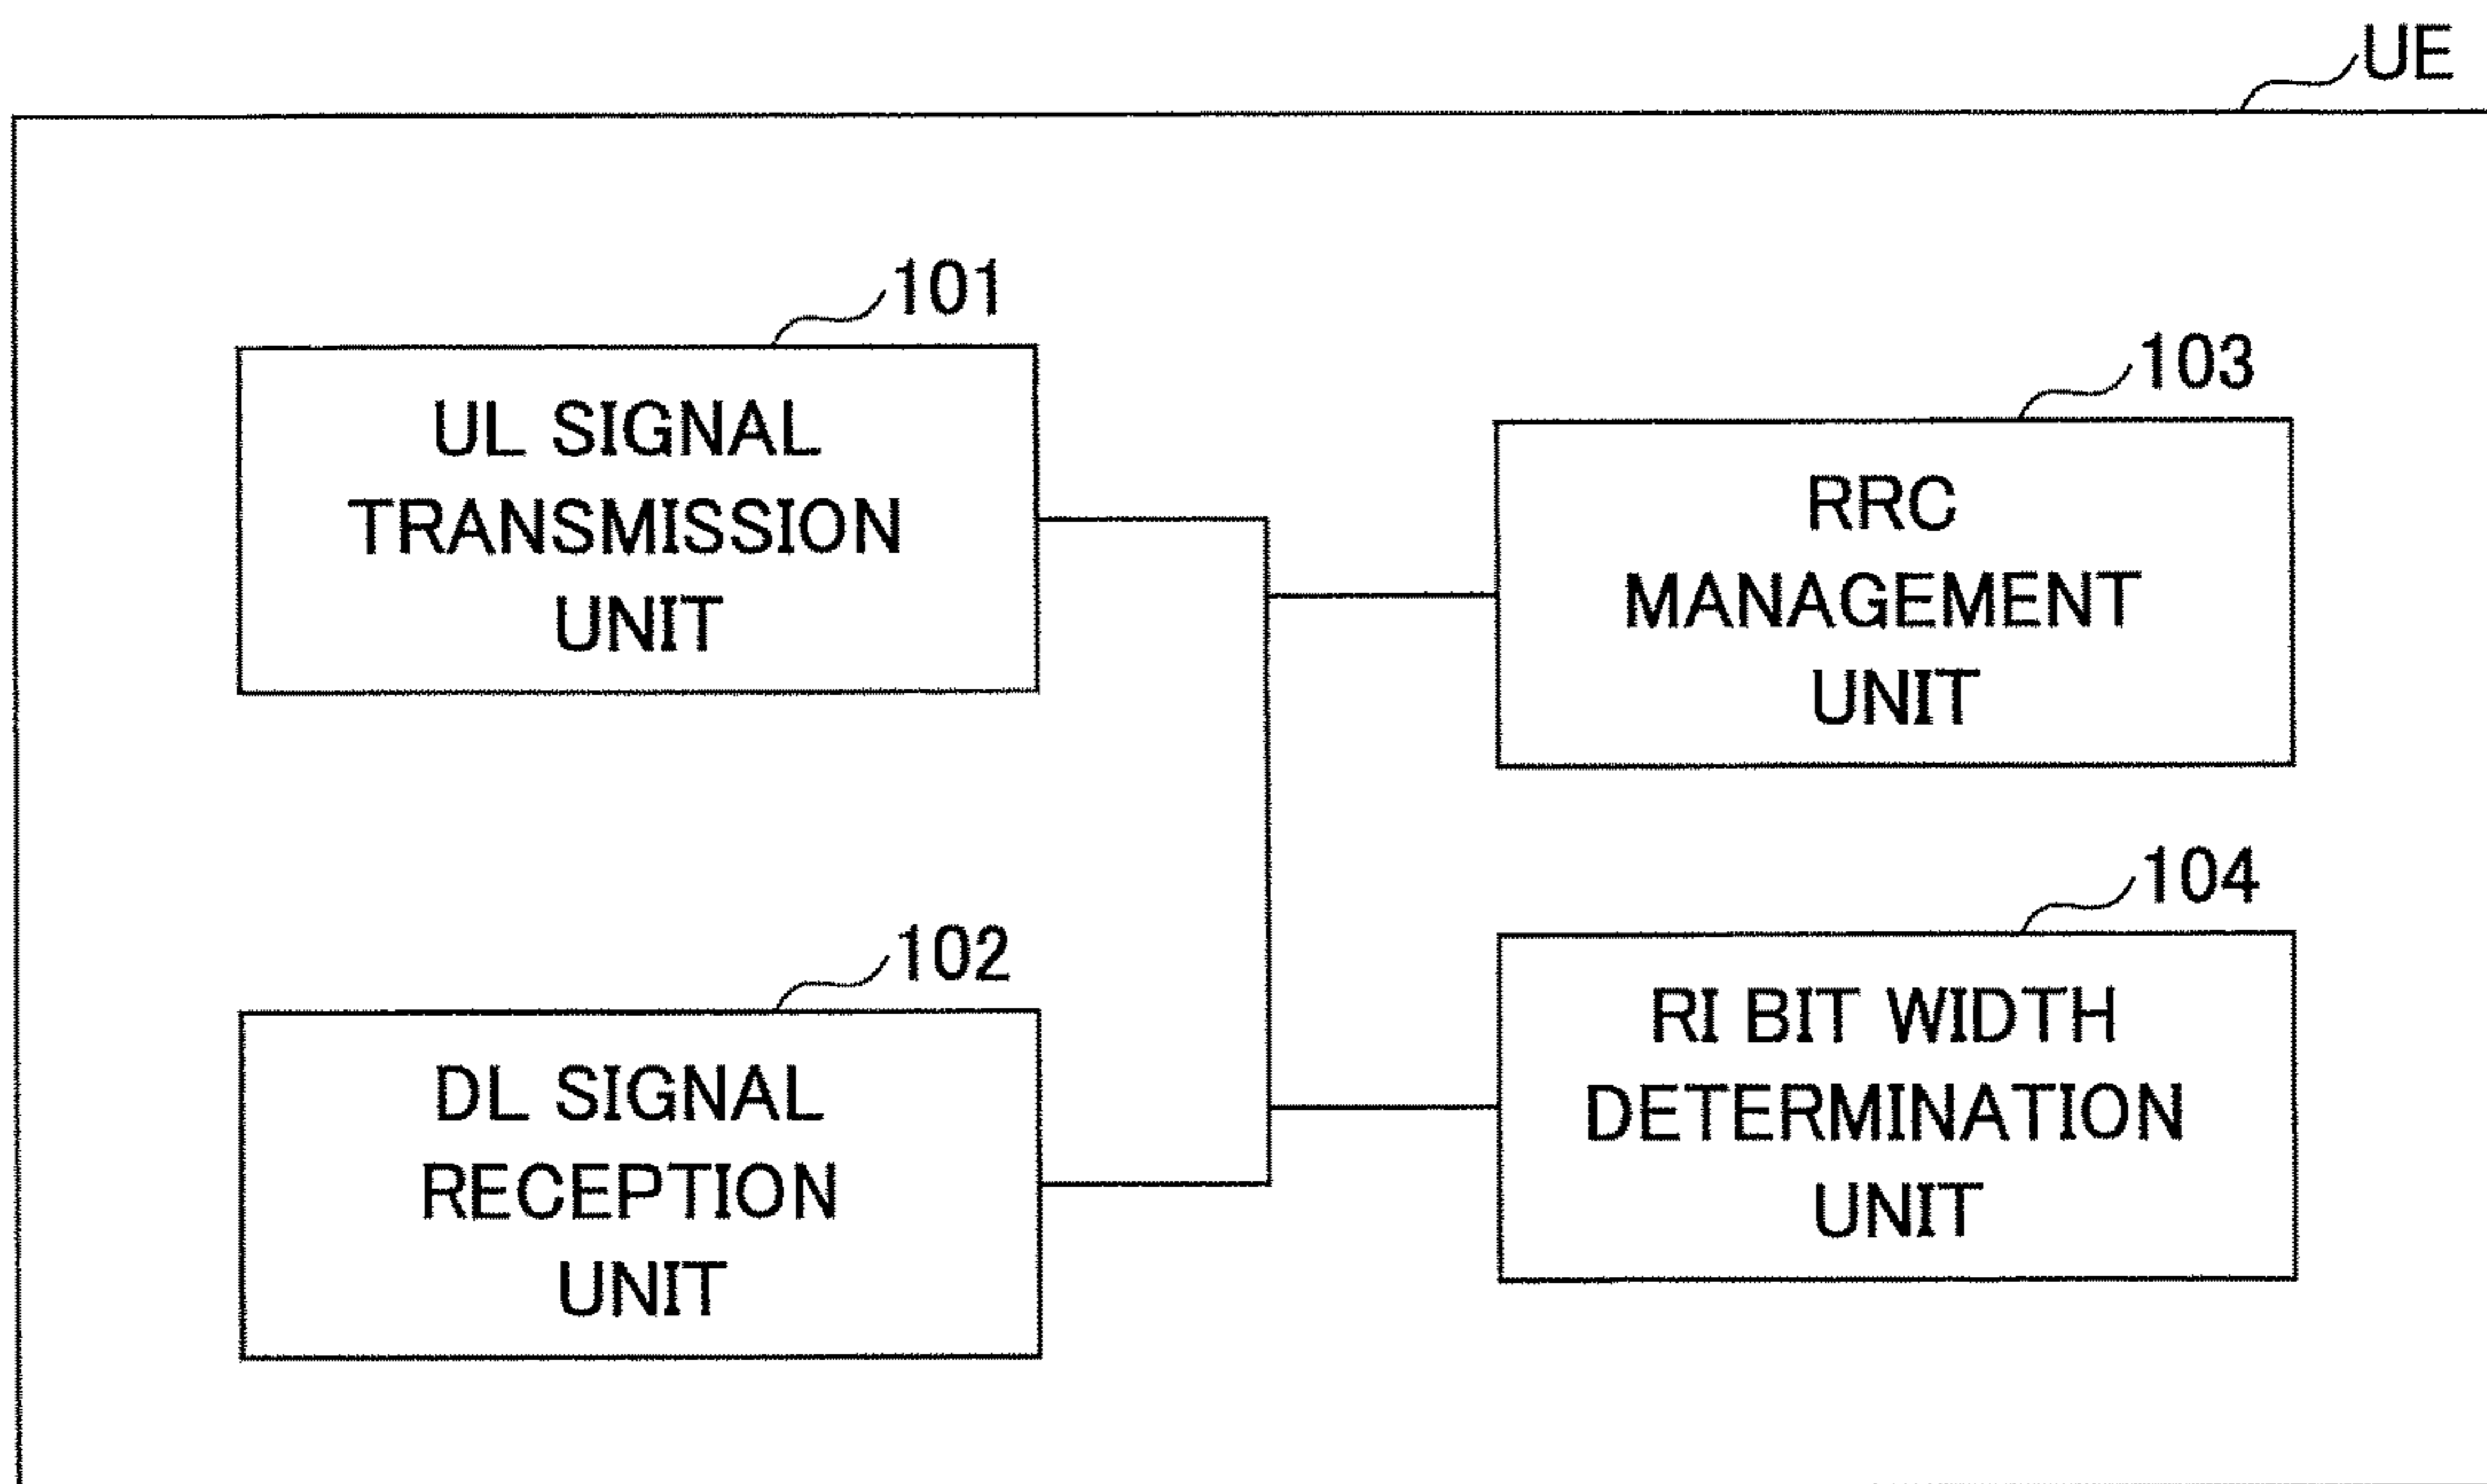 UE
101
UL SIGNAL
TRANSMISSION
UNIT
103
RRC
MANAGEMENT
UNIT
102
DL SIGNAL
RECEPTION
UNIT
104
RI BIT WIDTH
DETERMINATION
UNIT